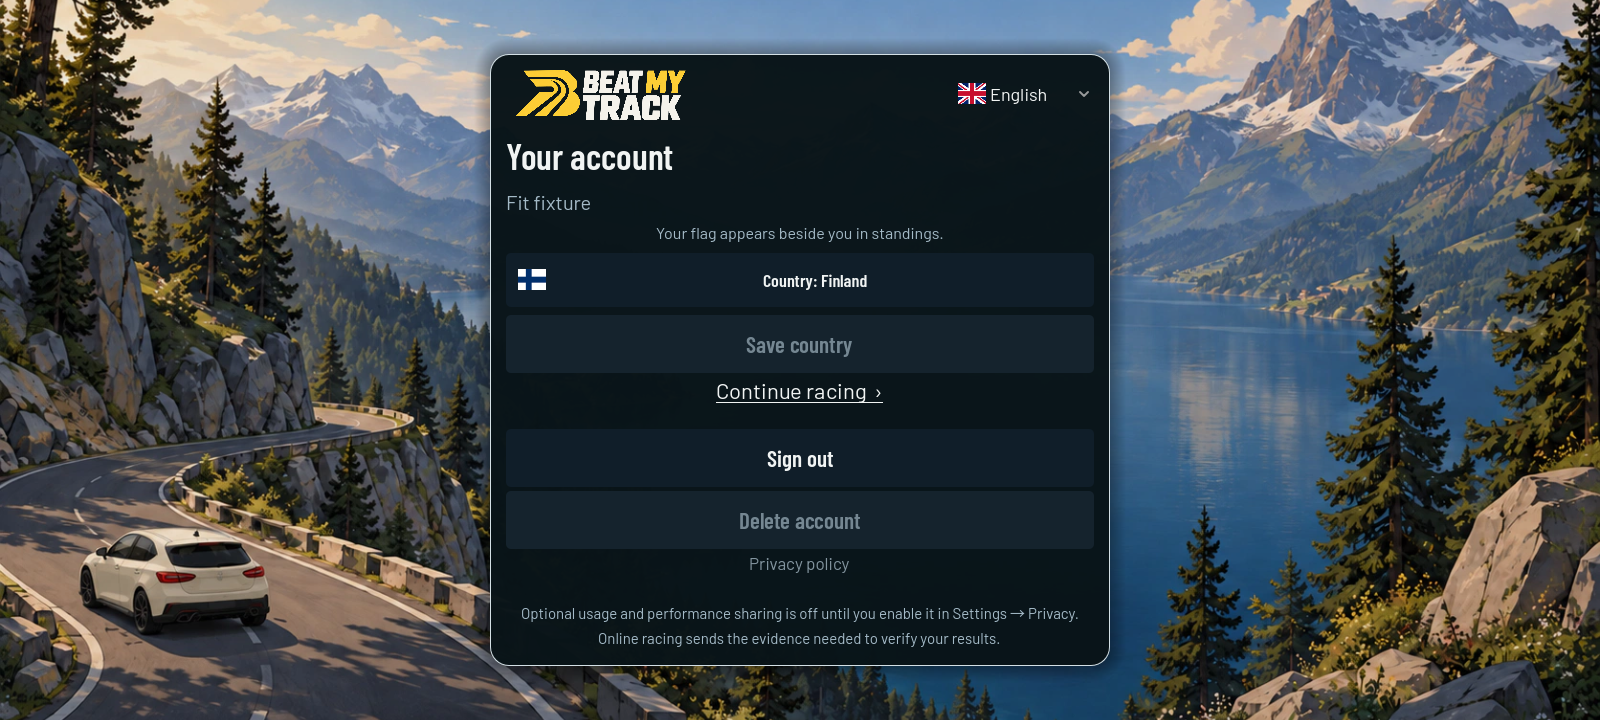 BEAT MY
TRACK
English
Your account
Fit fixture
Your flag appears beside you in standings.
Country: Finland
Save country
Continue racing ›
Sign out
Delete account
Privacy policy
Optional usage and performance sharing is off until you enable it in Settings → Privacy.
Online racing sends the evidence needed to verify your results.